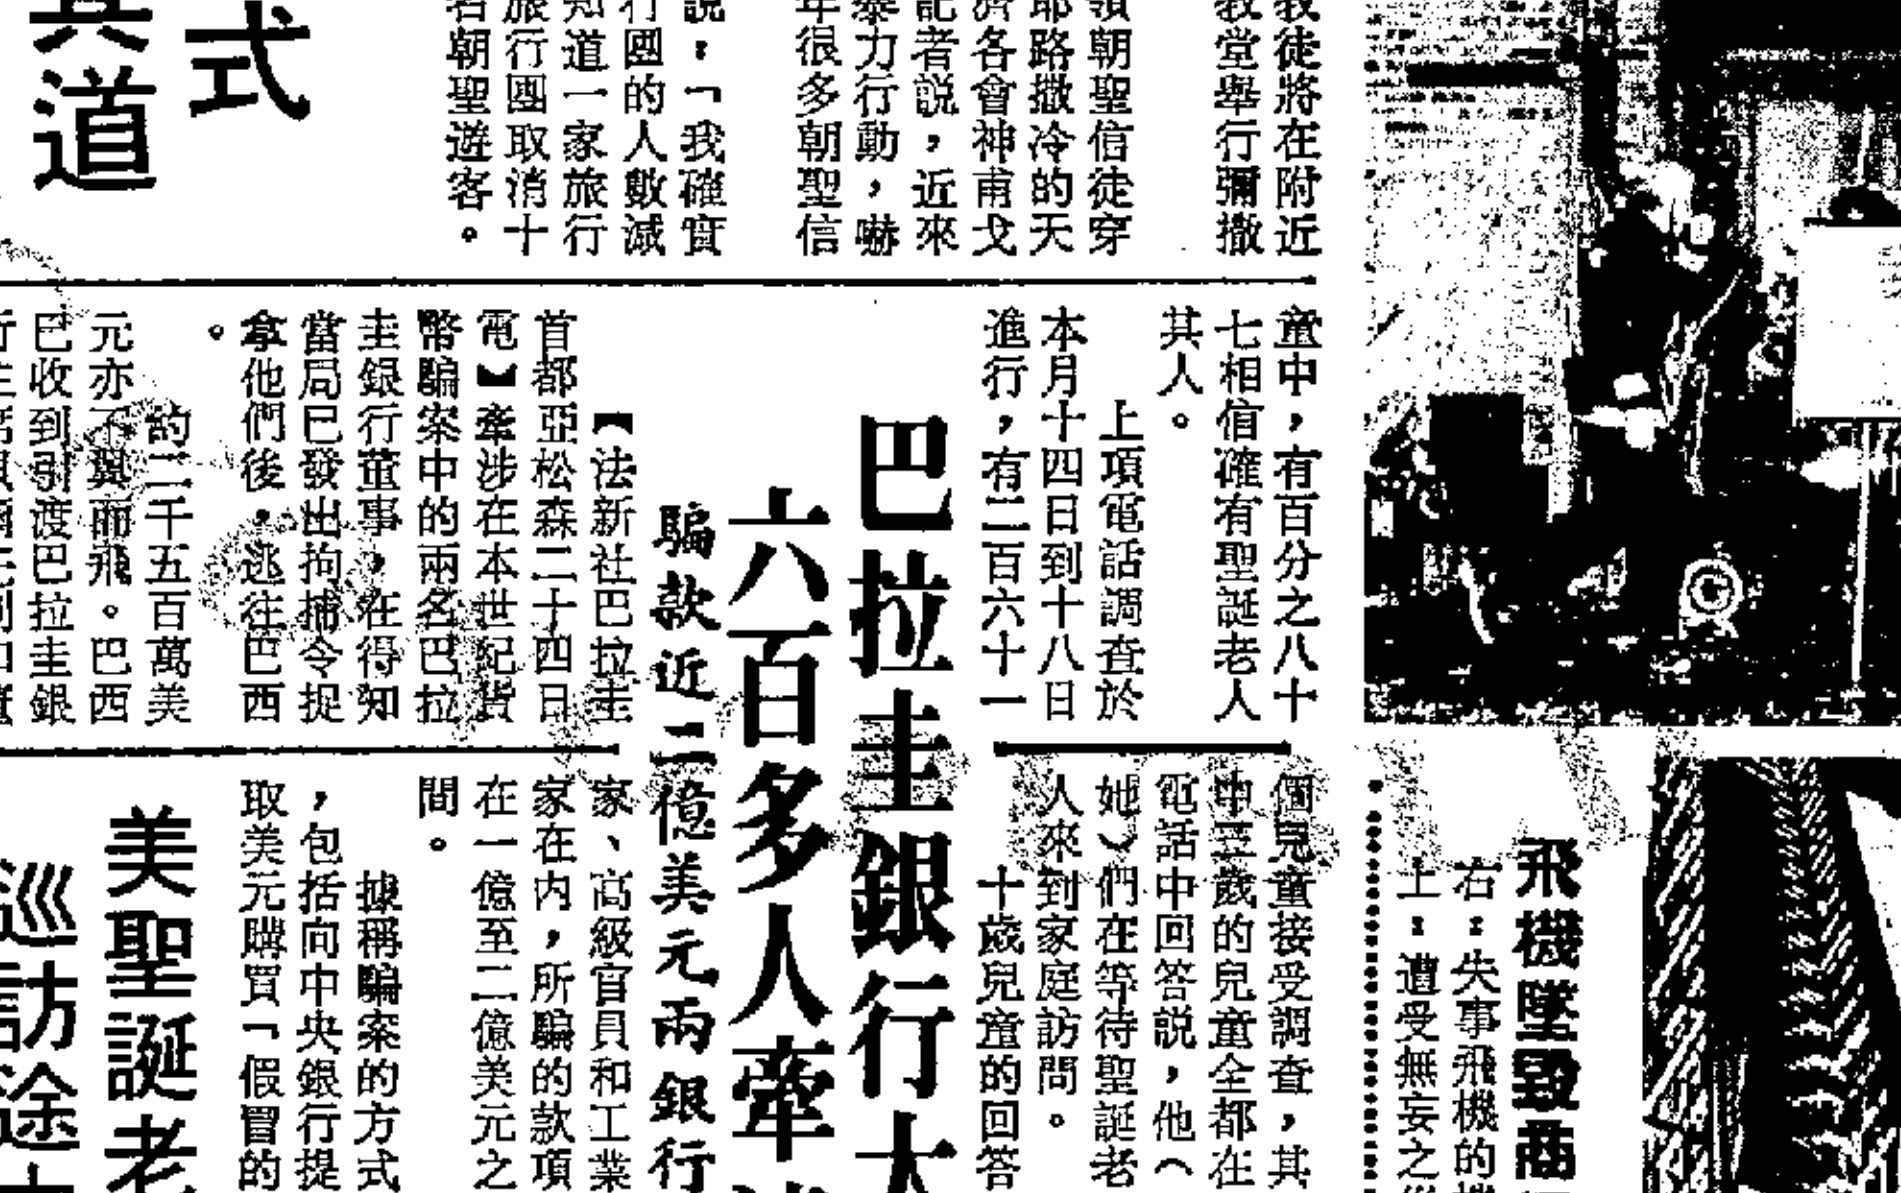 我徒將在附近
教堂舉行彌撒
領朝聖信徒穿
耶路撒冷的天
濟各會神甫戈
記者説，近來
暴力行動，嚇
年很多朝聖信
説：「我確實
行團的人數減
知道一家旅行
旅行團取消十
名朝聖遊客。
式
真道
童中，有百分之八十
七相信確有聖誕老人
其人。
上項電話調查於
本月十四日到十八日
進行，有二百六十一
巴拉圭銀行大
六百多人牽涉
騙款近二億美元兩銀行
【法新社巴拉圭
首都亞松森二十四日
電】牽涉在本世紀貨
幣騙案中的兩名巴拉
圭銀行董事，在得知
當局已發出拘捕令捉
拿他們後，逃往巴西
。
約二千五百萬美
元亦不翼而飛。巴西
已收到引渡巴拉圭銀
個兒童接受調查，其
中三歲的兒童全都在
電話中回答説，他（
她）們在等待聖誕老
人來到家庭訪問。
十歲兒童的回答
家、高級官員和工業
家在内，所騙的款項
在一億至二億美元之
間。
據稱騙案的方式
，包括向中央銀行提
取美元購買「假冒的
美聖誕老
巡訪途
飛機墜毀商
右：失事飛機的機
上：遭受無妄之